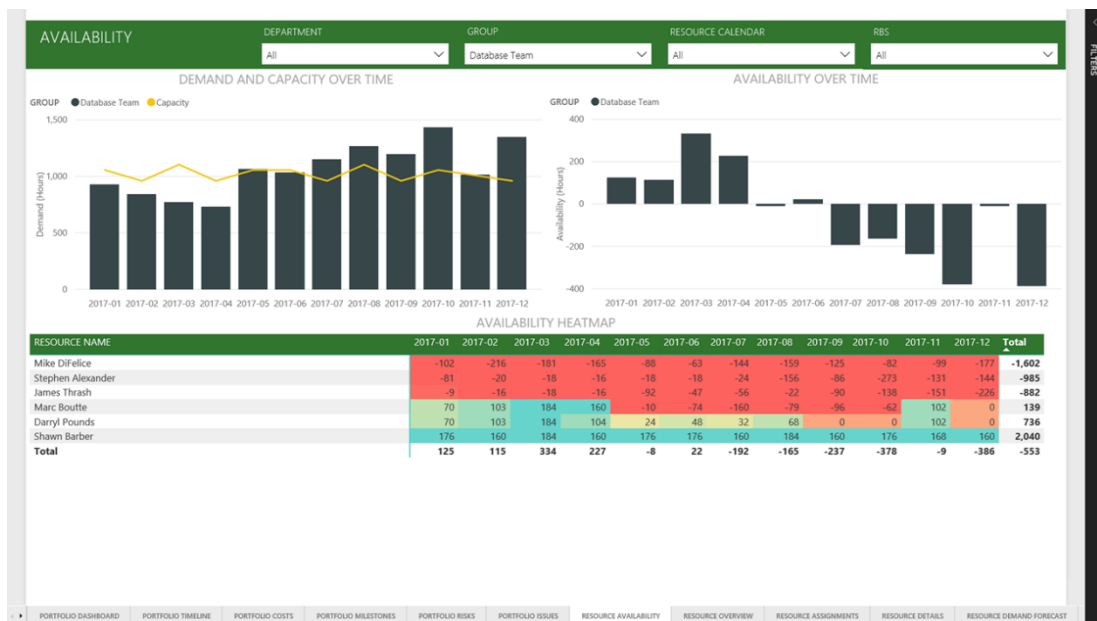 AVAILABILITY
DEPARTMENT GROUP RESOURCE CALENDAR RBS
All Database Team All All
FILTERS
DEMAND AND CAPACITY OVER TIME
GROUP Database Team Capacity
Demand (Hours)
1,500
1,000
500
0
2017-01 2017-02 2017-03 2017-04 2017-05 2017-06 2017-07 2017-08 2017-09 2017-10 2017-11 2017-12
AVAILABILITY OVER TIME
GROUP Database Team
Availability (Hours)
400
200
0
-200
-400
2017-01 2017-02 2017-03 2017-04 2017-05 2017-06 2017-07 2017-08 2017-09 2017-10 2017-11 2017-12
AVAILABILITY HEATMAP
RESOURCE NAME 2017-01 2017-02 2017-03 2017-04 2017-05 2017-06 2017-07 2017-08 2017-09 2017-10 2017-11 2017-12 Total
Mike DiFelice -102 -216 -181 -165 -88 -63 -144 -159 -125 -82 -99 -177 -1,602
Stephen Alexander -81 -20 -18 -16 -18 -18 -24 -156 -86 -273 -131 -144 -985
James Thrash -9 -16 -18 -16 -92 -47 -56 -22 -90 -138 -151 -226 -882
Marc Boutte 70 103 184 160 -10 -74 -160 -79 -96 -62 102 0 139
Darryl Pounds 70 103 184 104 24 48 32 68 0 0 102 0 736
Shawn Barber 176 160 184 160 176 176 160 184 160 176 168 160 2,040
Total 125 115 334 227 -8 22 -192 -165 -237 -378 -9 -386 -553
PORTFOLIO DASHBOARD PORTFOLIO TIMELINE PORTFOLIO COSTS PORTFOLIO MILESTONES PORTFOLIO RISKS PORTFOLIO ISSUES RESOURCE AVAILABILITY RESOURCE OVERVIEW RESOURCE ASSIGNMENTS RESOURCE DETAILS RESOURCE DEMAND FORECAST